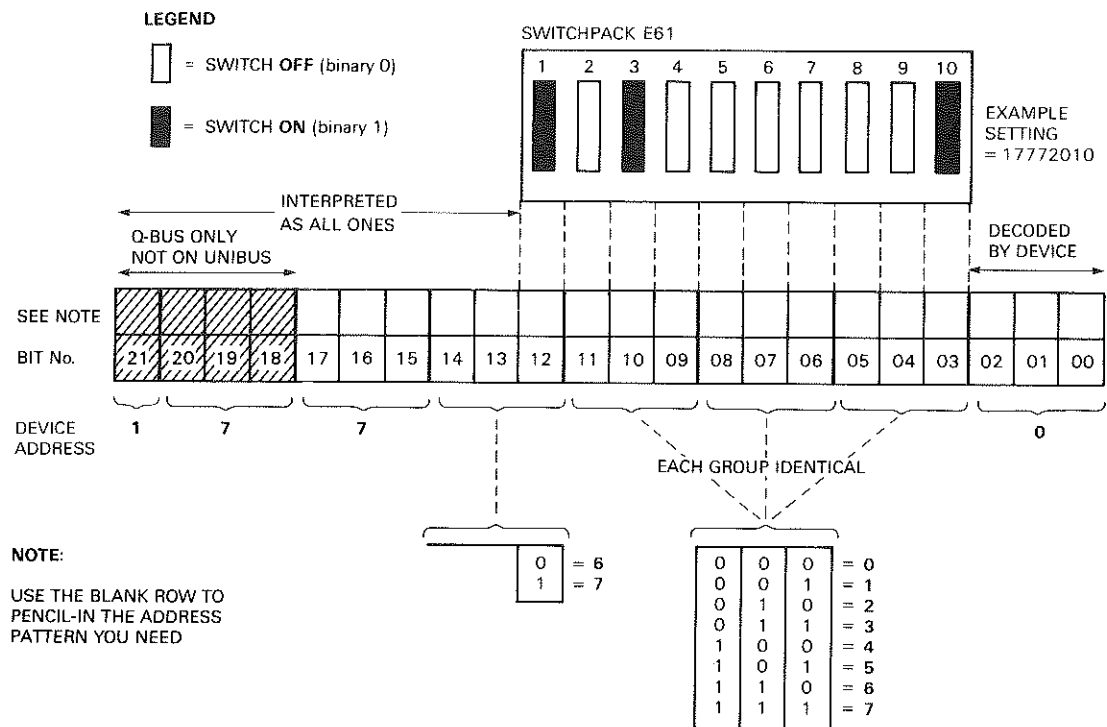 LEGEND
= SWITCH OFF (binary 0)
= SWITCH ON (binary 1)
SWITCHPACK E61
1 2 3 4 5 6 7 8 9 10
EXAMPLE
SETTING
= 17772010
INTERPRETED
AS ALL ONES
Q-BUS ONLY
NOT ON UNIBUS
DECODED
BY DEVICE
SEE NOTE
BIT No. 21 20 19 18 17 16 15 14 13 12 11 10 09 08 07 06 05 04 03 02 01 00
DEVICE
ADDRESS
1 7 7 0
EACH GROUP IDENTICAL
0 = 6
1 = 7
0 0 0 = 0
0 0 1 = 1
0 1 0 = 2
0 1 1 = 3
1 0 0 = 4
1 0 1 = 5
1 1 0 = 6
1 1 1 = 7
NOTE:
USE THE BLANK ROW TO
PENCIL-IN THE ADDRESS
PATTERN YOU NEED